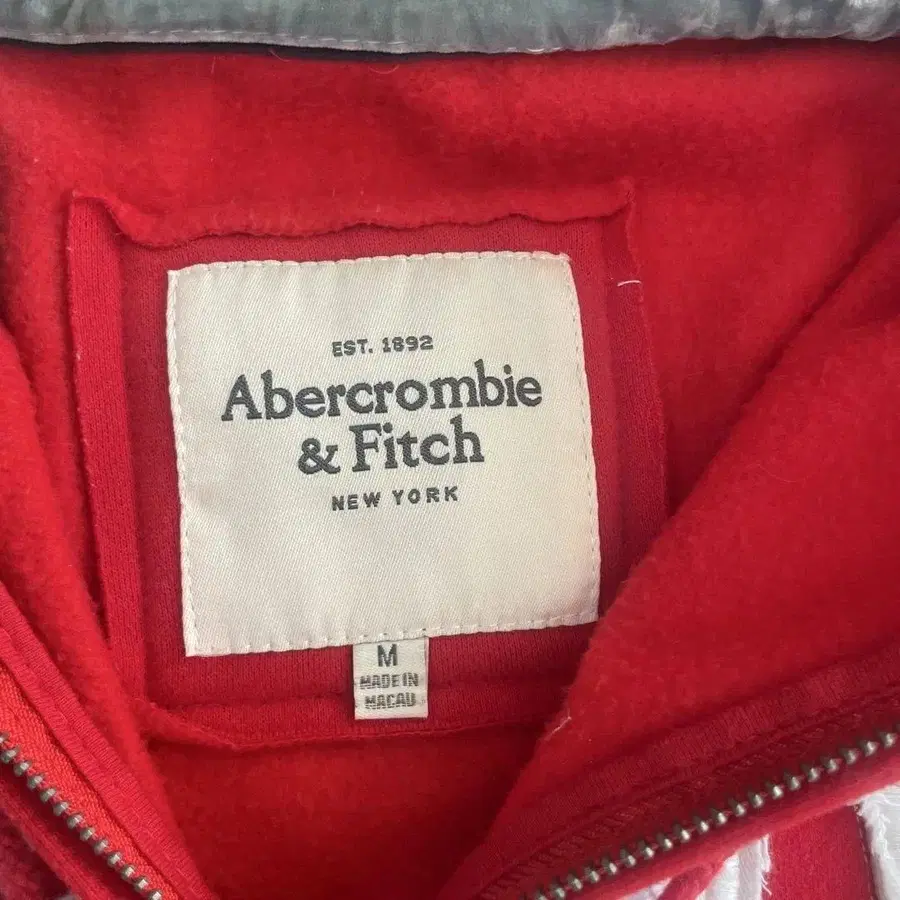 EST. 1892
Abercrombie
& Fitch
NEW YORK
M
MADE IN
MACAU